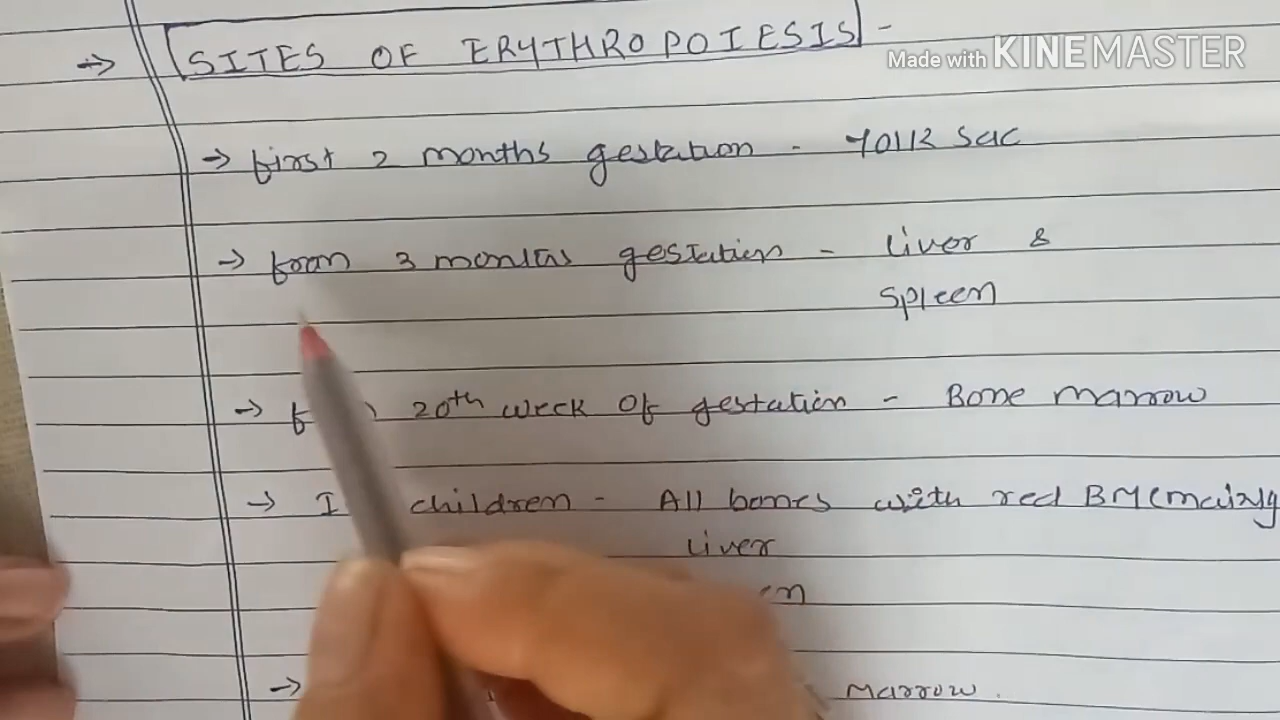 → SITES OF ERYTHROPOIESIS -
Made with KINEMASTER
→ first 2 months gestation - yolk sac
→ from 3 months gestation - liver &
spleen
→ 20th week of gestation - Bone marrow
→ children - All bones with red BM (mainly
liver
→ marrow.